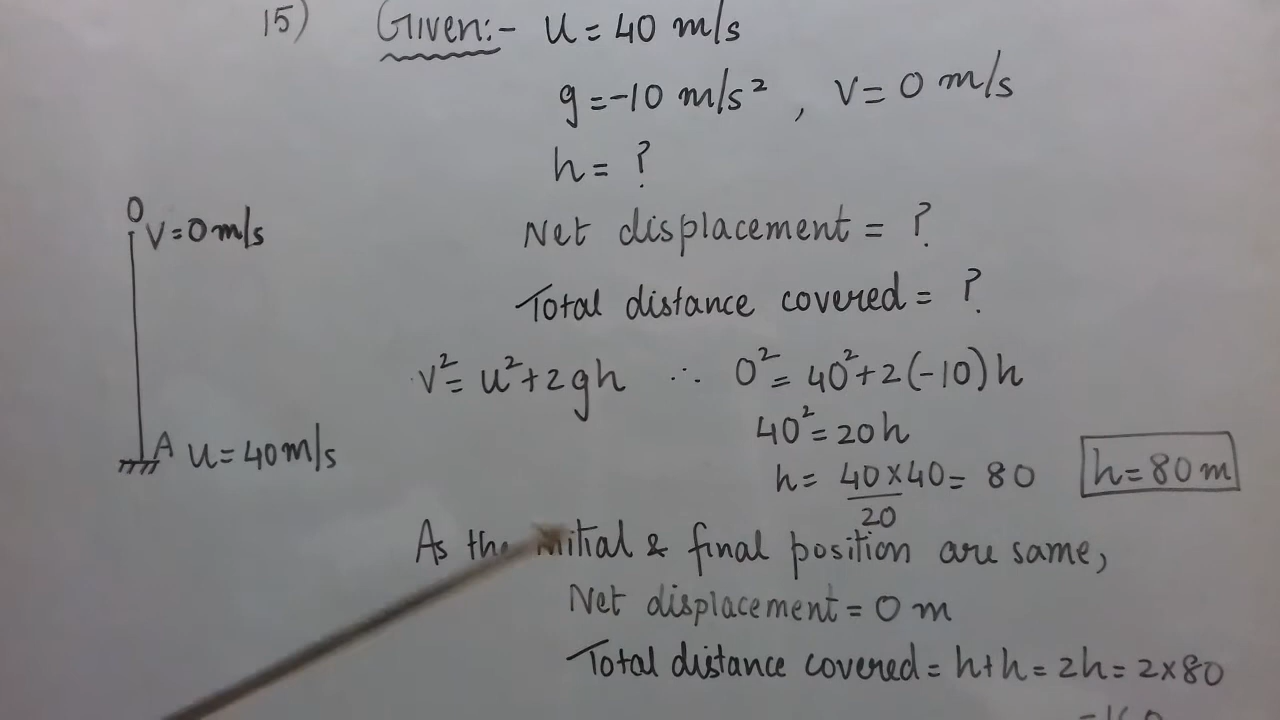 15) Given:- u = 40 m/s
g = -10 m/s² , v = 0 m/s
h = ?
Net displacement = ?
Total distance covered = ?
O
v = 0 m/s
A u = 40 m/s
v² = u² + 2gh ∴ 0² = 40² + 2(-10)h
40² = 20h
h = 40×40/20 = 80 h = 80 m
As the initial & final position are same,
Net displacement = 0 m
Total distance covered = h+h = 2h = 2×80